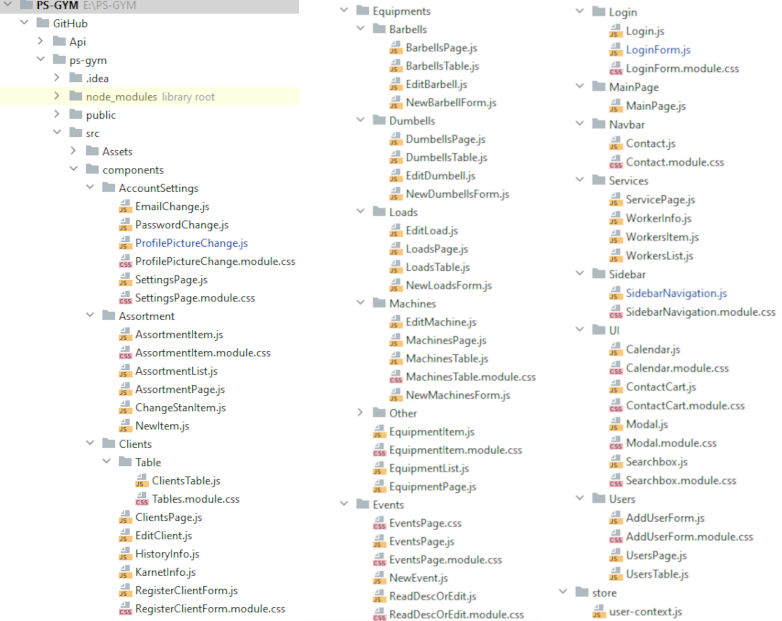 PS-GYM E:\PS-GYM
GitHub
Api
ps-gym
.idea
node_modules library root
public
src
Assets
components
AccountSettings
EmailChange.js
PasswordChange.js
ProfilePictureChange.js
ProfilePictureChange.module.css
SettingsPage.js
SettingsPage.module.css
Assortment
AssortmentItem.js
AssortmentItem.module.css
AssortmentList.js
AssortmentPage.js
ChangeStanItem.js
NewItem.js
Clients
Table
ClientsTable.js
Tables.module.css
ClientsPage.js
EditClient.js
HistoryInfo.js
KarnetInfo.js
RegisterClientForm.js
RegisterClientForm.module.css
Equipments
Barbells
BarbellsPage.js
BarbellsTable.js
EditBarbell.js
NewBarbellForm.js
Dumbells
DumbellsPage.js
DumbellsTable.js
EditDumbell.js
NewDumbellsForm.js
Loads
EditLoad.js
LoadsPage.js
LoadsTable.js
NewLoadsForm.js
Machines
EditMachine.js
MachinesPage.js
MachinesTable.js
MachinesTable.module.css
NewMachinesForm.js
Other
EquipmentItem.js
EquipmentItem.module.css
EquipmentList.js
EquipmentPage.js
Events
EventsPage.css
EventsPage.js
EventsPage.module.css
NewEvent.js
ReadDescOrEdit.js
ReadDescOrEdit.module.css
Login
Login.js
LoginForm.js
LoginForm.module.css
MainPage
MainPage.js
Navbar
Contact.js
Contact.module.css
Services
ServicePage.js
WorkerInfo.js
WorkersItem.js
WorkersList.js
Sidebar
SidebarNavigation.js
SidebarNavigation.module.css
UI
Calendar.js
Calendar.module.css
ContactCart.js
ContactCart.module.css
Modal.js
Modal.module.css
Searchbox.js
Searchbox.module.css
Users
AddUserForm.js
AddUserForm.module.css
UsersPage.js
UsersTable.js
store
user-context.js